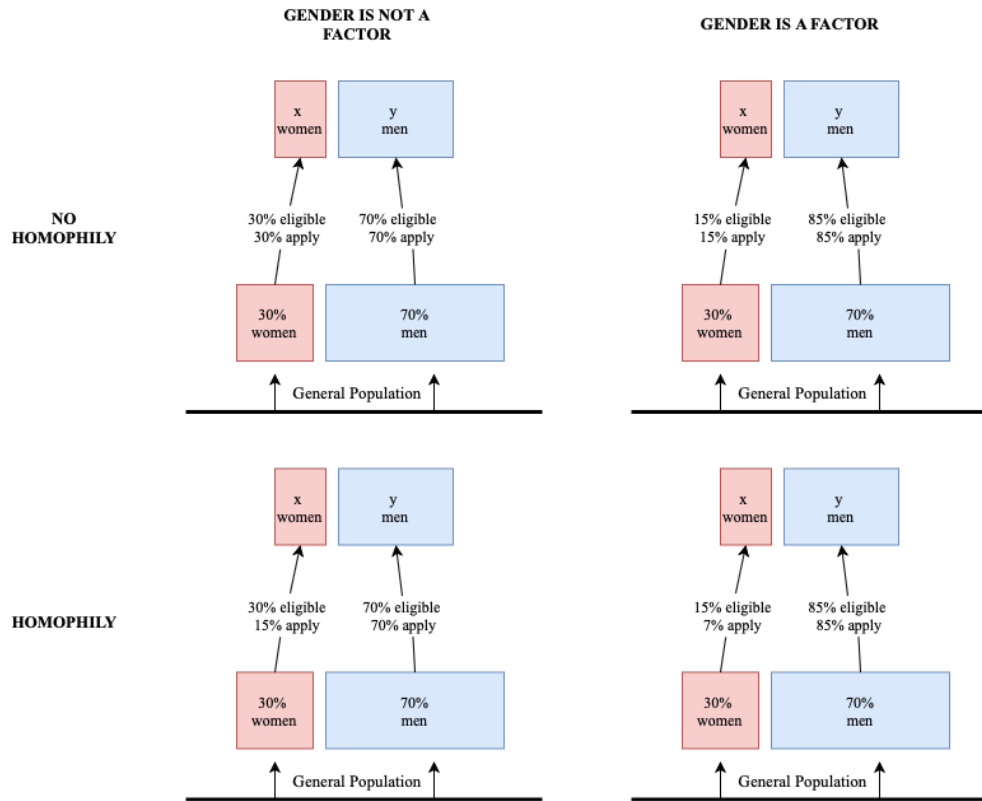 GENDER IS NOT A
FACTOR
GENDER IS A FACTOR
x
women
y
men
x
women
y
men
NO
HOMOPHILY
30% eligible
30% apply
70% eligible
70% apply
15% eligible
15% apply
85% eligible
85% apply
30%
women
70%
men
30%
women
70%
men
General Population
General Population
x
women
y
men
x
women
y
men
HOMOPHILY
30% eligible
15% apply
70% eligible
70% apply
15% eligible
7% apply
85% eligible
85% apply
30%
women
70%
men
30%
women
70%
men
General Population
General Population